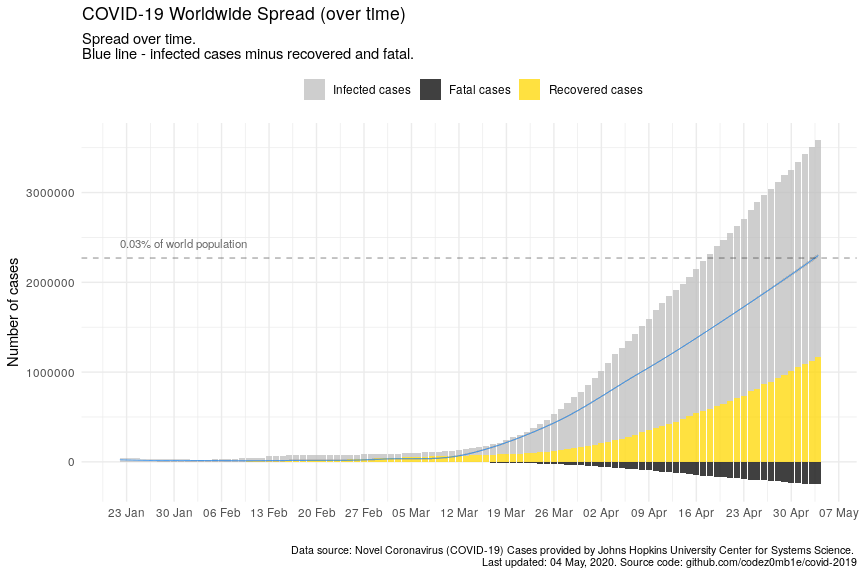 COVID-19 Worldwide Spread (over time)
Spread over time.
Blue line - infected cases minus recovered and fatal.
Infected cases Fatal cases Recovered cases
Number of cases
3000000
2000000
1000000
0
0.03% of world population
23 Jan 30 Jan 06 Feb 13 Feb 20 Feb 27 Feb 05 Mar 12 Mar 19 Mar 26 Mar 02 Apr 09 Apr 16 Apr 23 Apr 30 Apr 07 May
Data source: Novel Coronavirus (COVID-19) Cases provided by Johns Hopkins University Center for Systems Science.
Last updated: 04 May, 2020. Source code: github.com/codez0mb1e/covid-2019